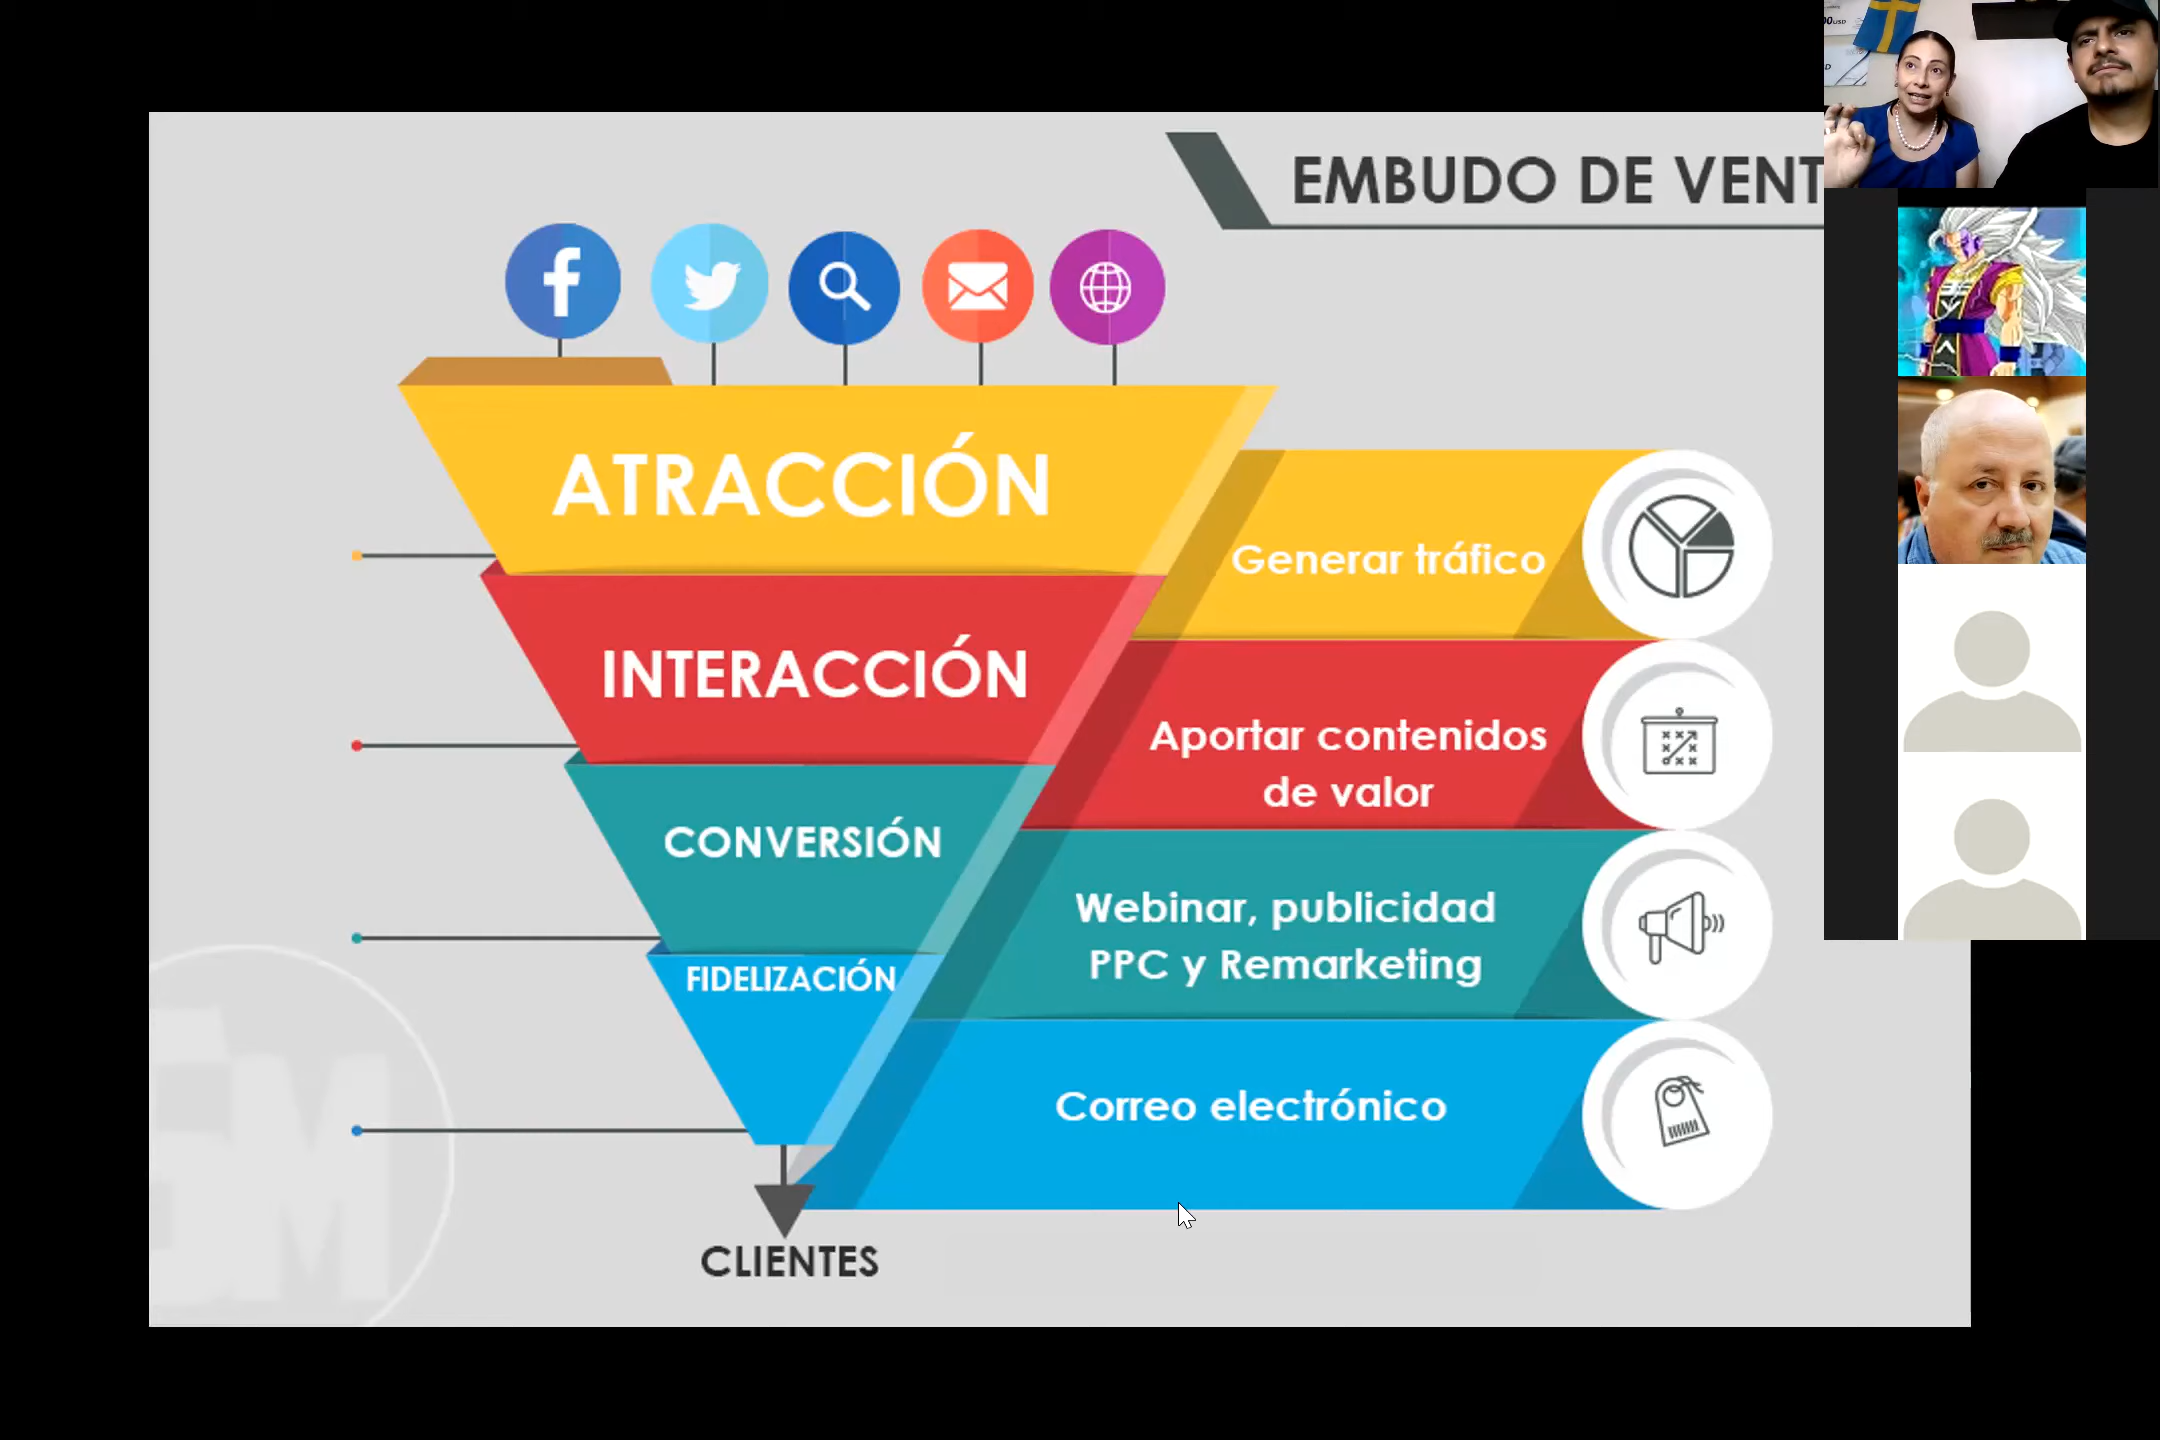 EMBUDO DE VENT
ATRACCIÓN
Generar tráfico
INTERACCIÓN
Aportar contenidos
de valor
CONVERSIÓN
Webinar, publicidad
PPC y Remarketing
FIDELIZACIÓN
Correo electrónico
CLIENTES